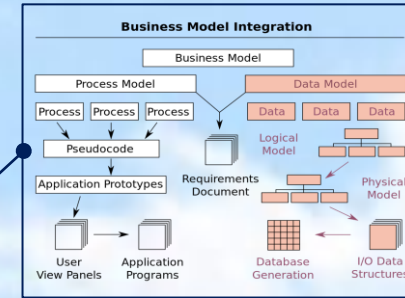 Business Model Integration
Business Model
Process Model
Data Model
Process
Process
Process
Data
Data
Data
Pseudocode
Logical
Model
Application Prototypes
Requirements
Document
Physical
Model
User
View Panels
Application
Programs
Database
Generation
I/O Data
Structures